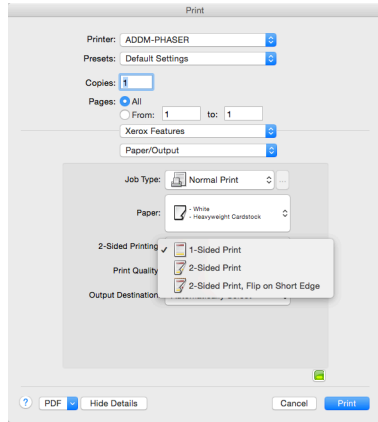 Print
Printer: ADDM-PHASER
Presets: Default Settings
Copies: 1
Pages: All
From: 1 to: 1
Xerox Features
Paper/Output
Job Type: Normal Print ...
Paper: - White
- Heavyweight Cardstock
2-Sided Printing ✓ 1-Sided Print
2-Sided Print
Print Quality
2-Sided Print, Flip on Short Edge
Output Destination Automatically Select
? PDF Hide Details Cancel Print